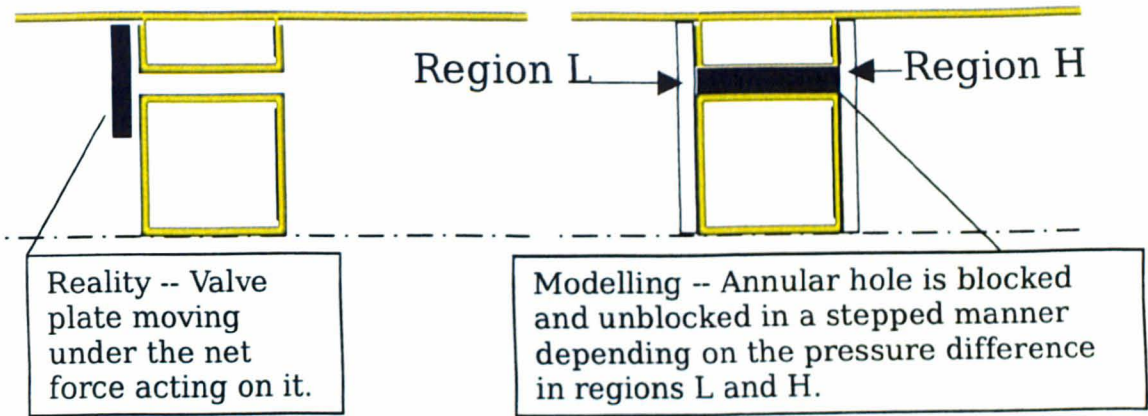 Region L
Region H
Reality -- Valve
plate moving
under the net
force acting on it.
Modelling -- Annular hole is blocked
and unblocked in a stepped manner
depending on the pressure difference
in regions L and H.